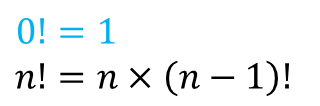 0! = 1
n! = n × (n − 1)!